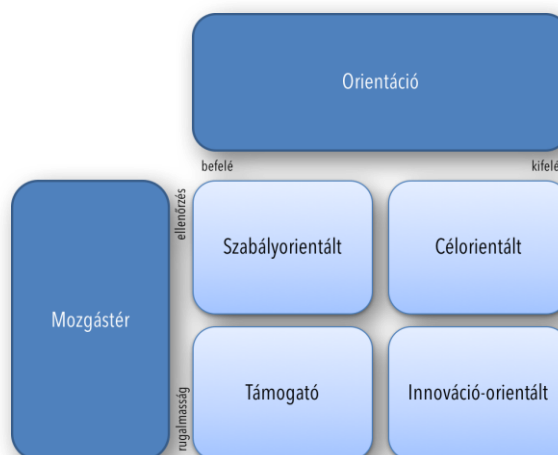 Orientáció
befelé
kifelé
ellenőrzés
Szabályorientált
Célorientált
Mozgástér
rugalmasság
Támogató
Innováció-orientált